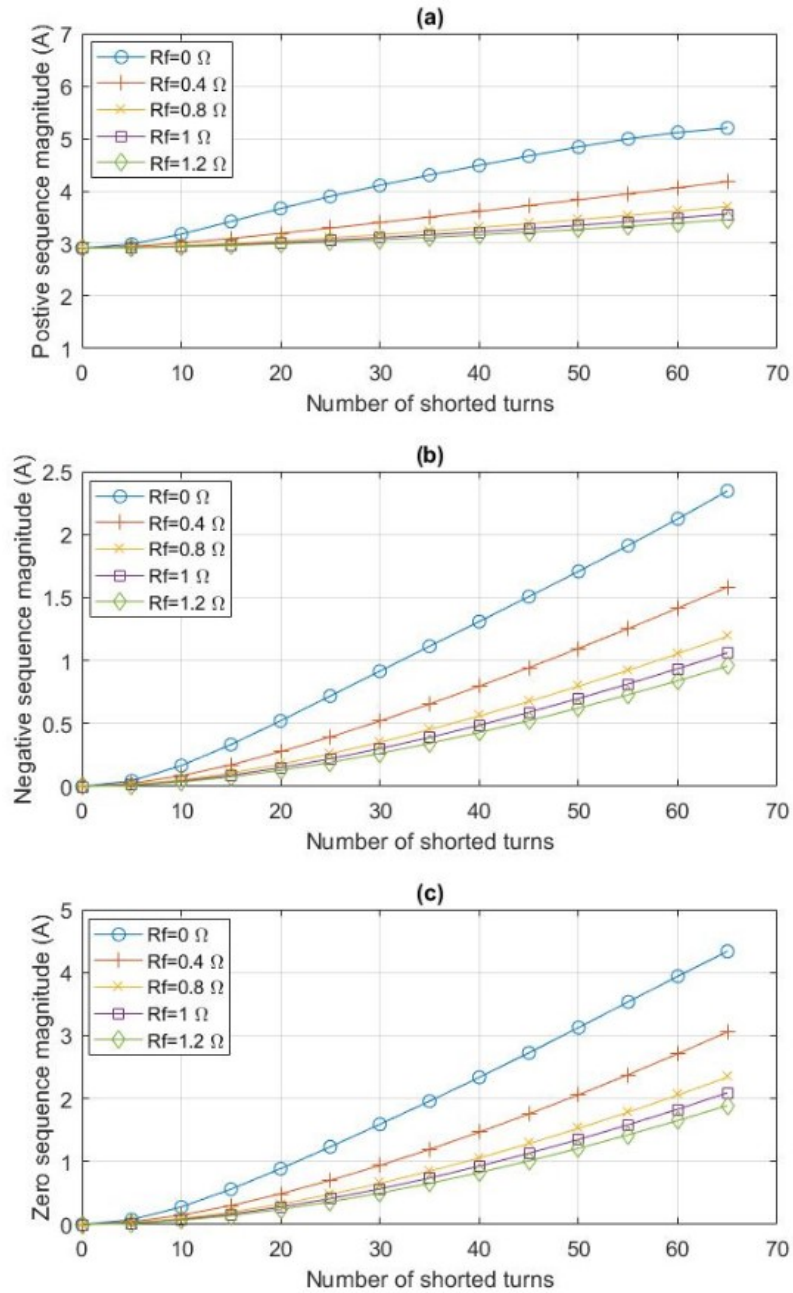 (a)
Postive sequence magnitude (A)
7
6
5
4
3
2
1
Rf=0 Ω
Rf=0.4 Ω
Rf=0.8 Ω
Rf=1 Ω
Rf=1.2 Ω
0 10 20 30 40 50 60 70
Number of shorted turns
(b)
Negative sequence magnitude (A)
2.5
2
1.5
1
0.5
0
Rf=0 Ω
Rf=0.4 Ω
Rf=0.8 Ω
Rf=1 Ω
Rf=1.2 Ω
0 10 20 30 40 50 60 70
Number of shorted turns
(c)
Zero sequence magnitude (A)
5
4
3
2
1
0
Rf=0 Ω
Rf=0.4 Ω
Rf=0.8 Ω
Rf=1 Ω
Rf=1.2 Ω
0 10 20 30 40 50 60 70
Number of shorted turns